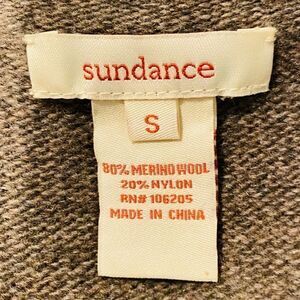 sundance
S
80% MERINO WOOL
20% NYLON
RN# 106205
MADE IN CHINA